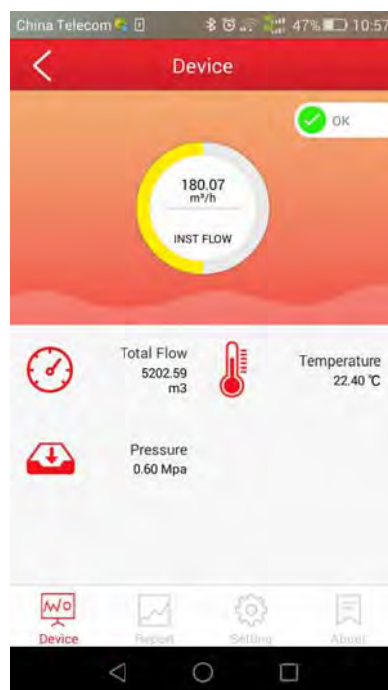 China Telecom 47% 10:57
Device
OK
180.07
m³/h
INST FLOW
Total Flow
5202.59
m3
Temperature
22.40 ℃
Pressure
0.60 Mpa
Device Report Setting About